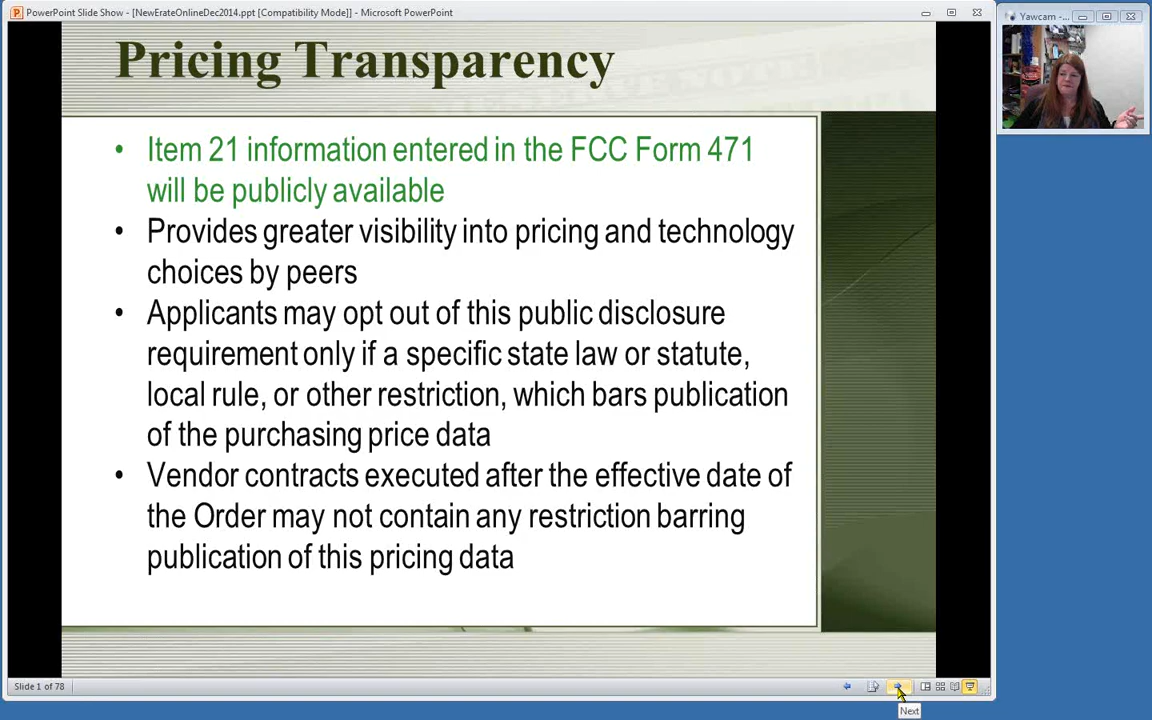 PowerPoint Slide Show - [NewErateOnlineDec2014.ppt [Compatibility Mode]] - Microsoft PowerPoint
Yawcam -...
Pricing Transparency
• Item 21 information entered in the FCC Form 471
will be publicly available
• Provides greater visibility into pricing and technology
choices by peers
• Applicants may opt out of this public disclosure
requirement only if a specific state law or statute,
local rule, or other restriction, which bars publication
of the purchasing price data
• Vendor contracts executed after the effective date of
the Order may not contain any restriction barring
publication of this pricing data
Slide 1 of 78
Next